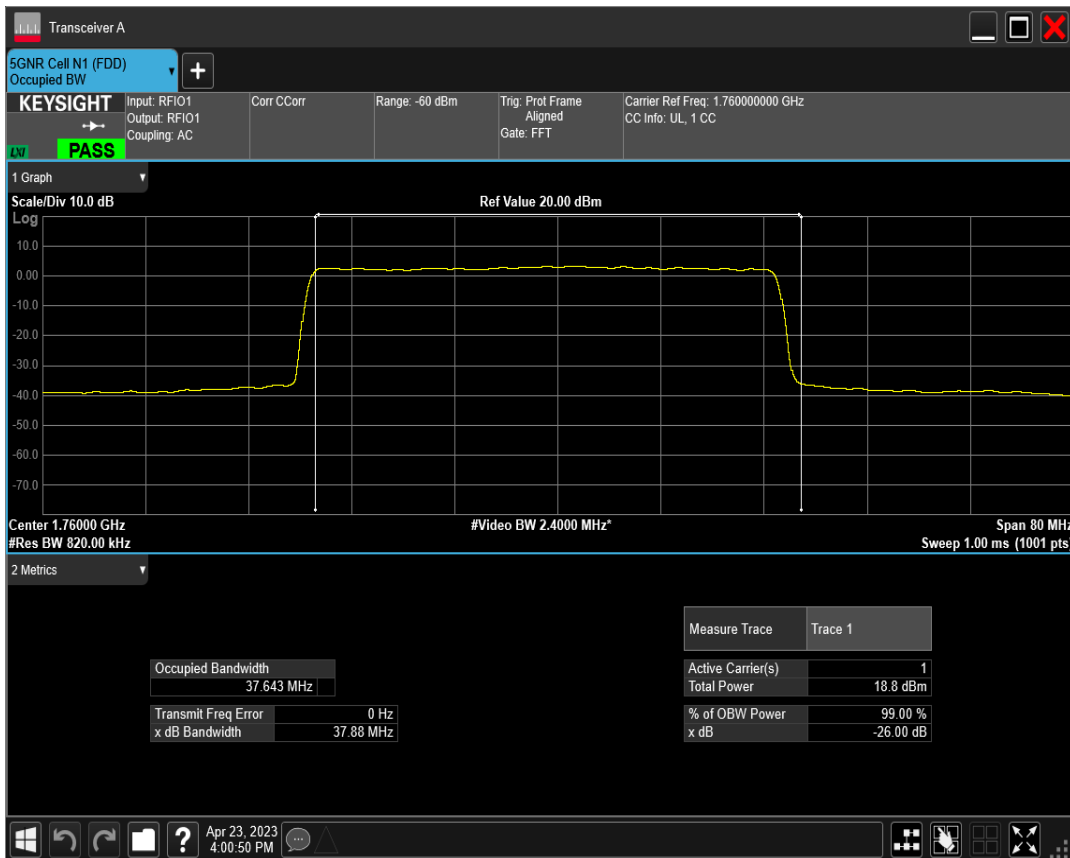 Transceiver A
5GNR Cell N1 (FDD)
Occupied BW
KEYSIGHT
LXI
PASS
Input: RFIO1
Output: RFIO1
Coupling: AC
Corr CCorr
Range: -60 dBm
Trig: Prot Frame
Aligned
Gate: FFT
Carrier Ref Freq: 1.760000000 GHz
CC Info: UL, 1 CC
1 Graph
Scale/Div 10.0 dB
Ref Value 20.00 dBm
Log
10.0
0.00
-10.0
-20.0
-30.0
-40.0
-50.0
-60.0
-70.0
Center 1.76000 GHz
#Video BW 2.4000 MHz*
Span 80 MHz
#Res BW 820.00 kHz
Sweep 1.00 ms (1001 pts)
2 Metrics
Measure Trace Trace 1
Occupied Bandwidth
37.643 MHz
Active Carrier(s) 1
Total Power 18.8 dBm
Transmit Freq Error 0 Hz
x dB Bandwidth 37.88 MHz
% of OBW Power 99.00 %
x dB -26.00 dB
?
Apr 23, 2023
4:00:50 PM